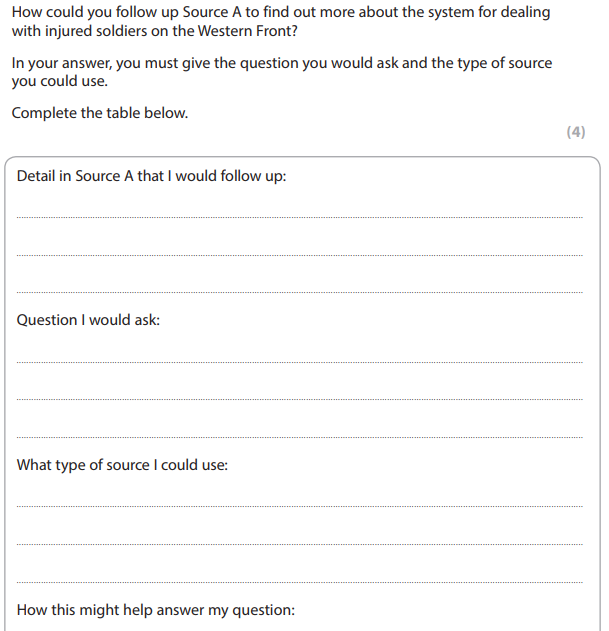 How could you follow up Source A to find out more about the system for dealing
with injured soldiers on the Western Front?
In your answer, you must give the question you would ask and the type of source
you could use.
Complete the table below.
(4)
Detail in Source A that I would follow up:
Question I would ask:
What type of source I could use:
How this might help answer my question: